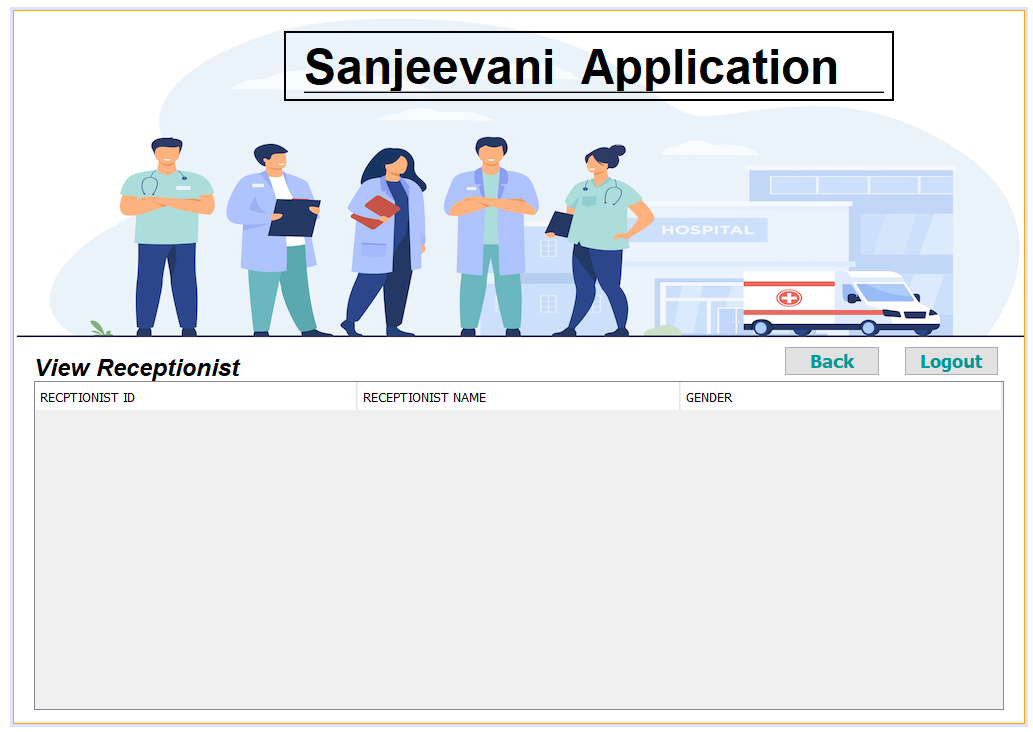 Sanjeevani Application
HOSPITAL
View Receptionist
Back
Logout
RECPTIONIST ID
RECEPTIONIST NAME
GENDER